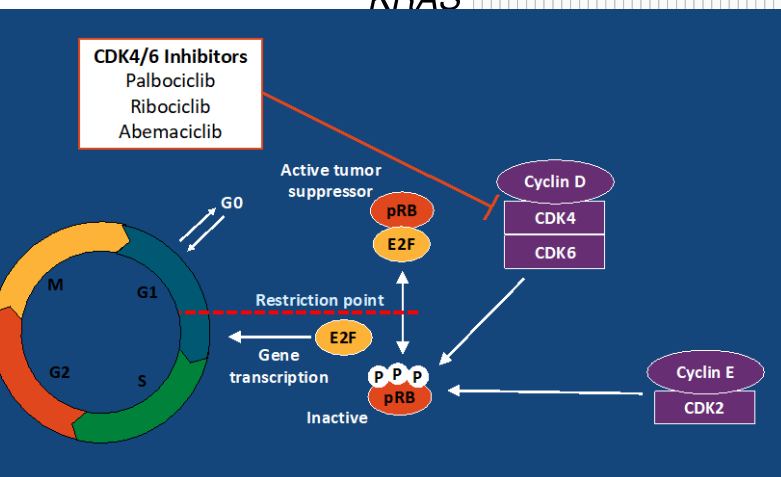 CDK4/6 Inhibitors
Palbociclib
Ribociclib
Abemaciclib
Active tumor
suppressor
G0
pRB
E2F
Cyclin D
CDK4
CDK6
M
G1
Restriction point
E2F
Gene
transcription
G2
S
P P P
pRB
Inactive
Cyclin E
CDK2